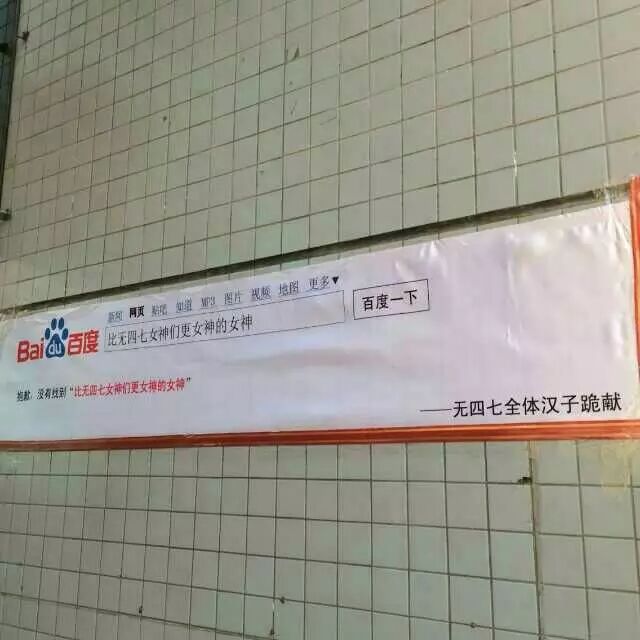 新闻 网页 贴吧 知道 MP3 图片 视频 地图 更多▼
Bai du 百度 比无四七女神们更女神的女神 百度一下
抱歉，没有找到“比无四七女神们更女神的女神”
——无四七全体汉子跪献